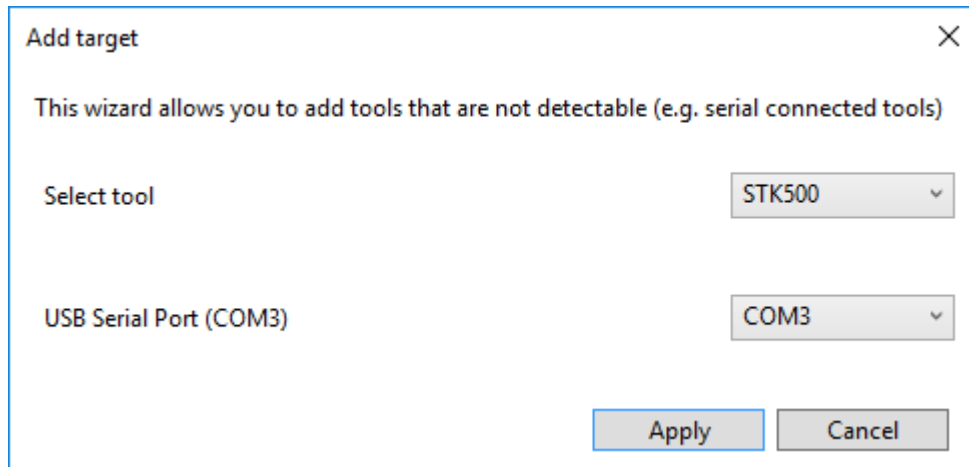 Add target
This wizard allows you to add tools that are not detectable (e.g. serial connected tools)
Select tool
STK500
USB Serial Port (COM3)
COM3
Apply
Cancel